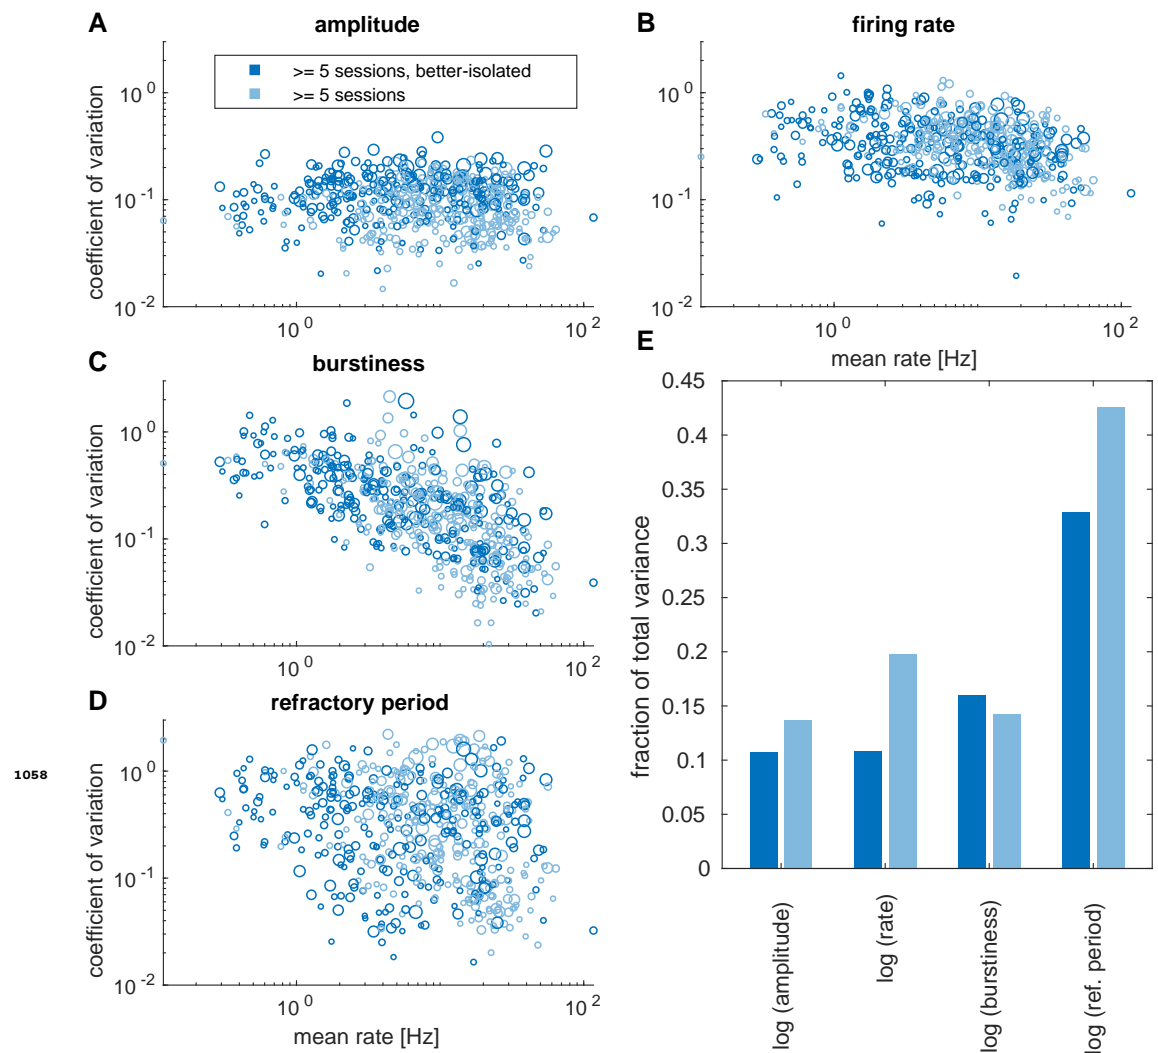 A
amplitude
>= 5 sessions, better-isolated
>= 5 sessions
coefficient of variation
10^0
10^-1
10^-2
10^0
10^2
B
firing rate
10^0
10^-1
10^-2
10^0
10^2
mean rate [Hz]
C
burstiness
coefficient of variation
10^0
10^-1
10^-2
10^0
10^2
D
refractory period
coefficient of variation
10^0
10^-1
10^-2
10^0
10^2
mean rate [Hz]
1058
E
fraction of total variance
0.45
0.4
0.35
0.3
0.25
0.2
0.15
0.1
0.05
0
log (amplitude)
log (rate)
log (burstiness)
log (ref. period)